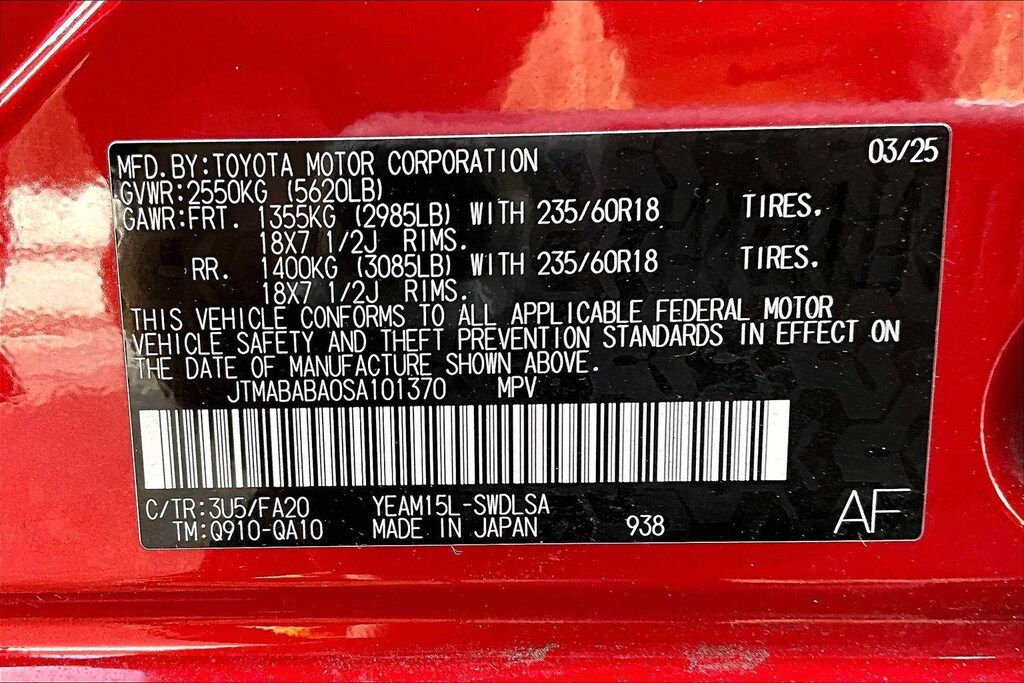 MFD.BY:TOYOTA MOTOR CORPORATION 03/25
GVWR:2550KG (5620LB)
GAWR:FRT. 1355KG (2985LB) WITH 235/60R18 TIRES.
18X7 1/2J RIMS.
RR. 1400KG (3085LB) WITH 235/60R18 TIRES.
18X7 1/2J RIMS.
THIS VEHICLE CONFORMS TO ALL APPLICABLE FEDERAL MOTOR
VEHICLE SAFETY AND THEFT PREVENTION STANDARDS IN EFFECT ON
THE DATE OF MANUFACTURE SHOWN ABOVE.
JTMABABA0SA101370 MPV
C/TR:3U5/FA20 YEAM15L-SWDLSA
TM:Q910-QA10 MADE IN JAPAN 938 AF